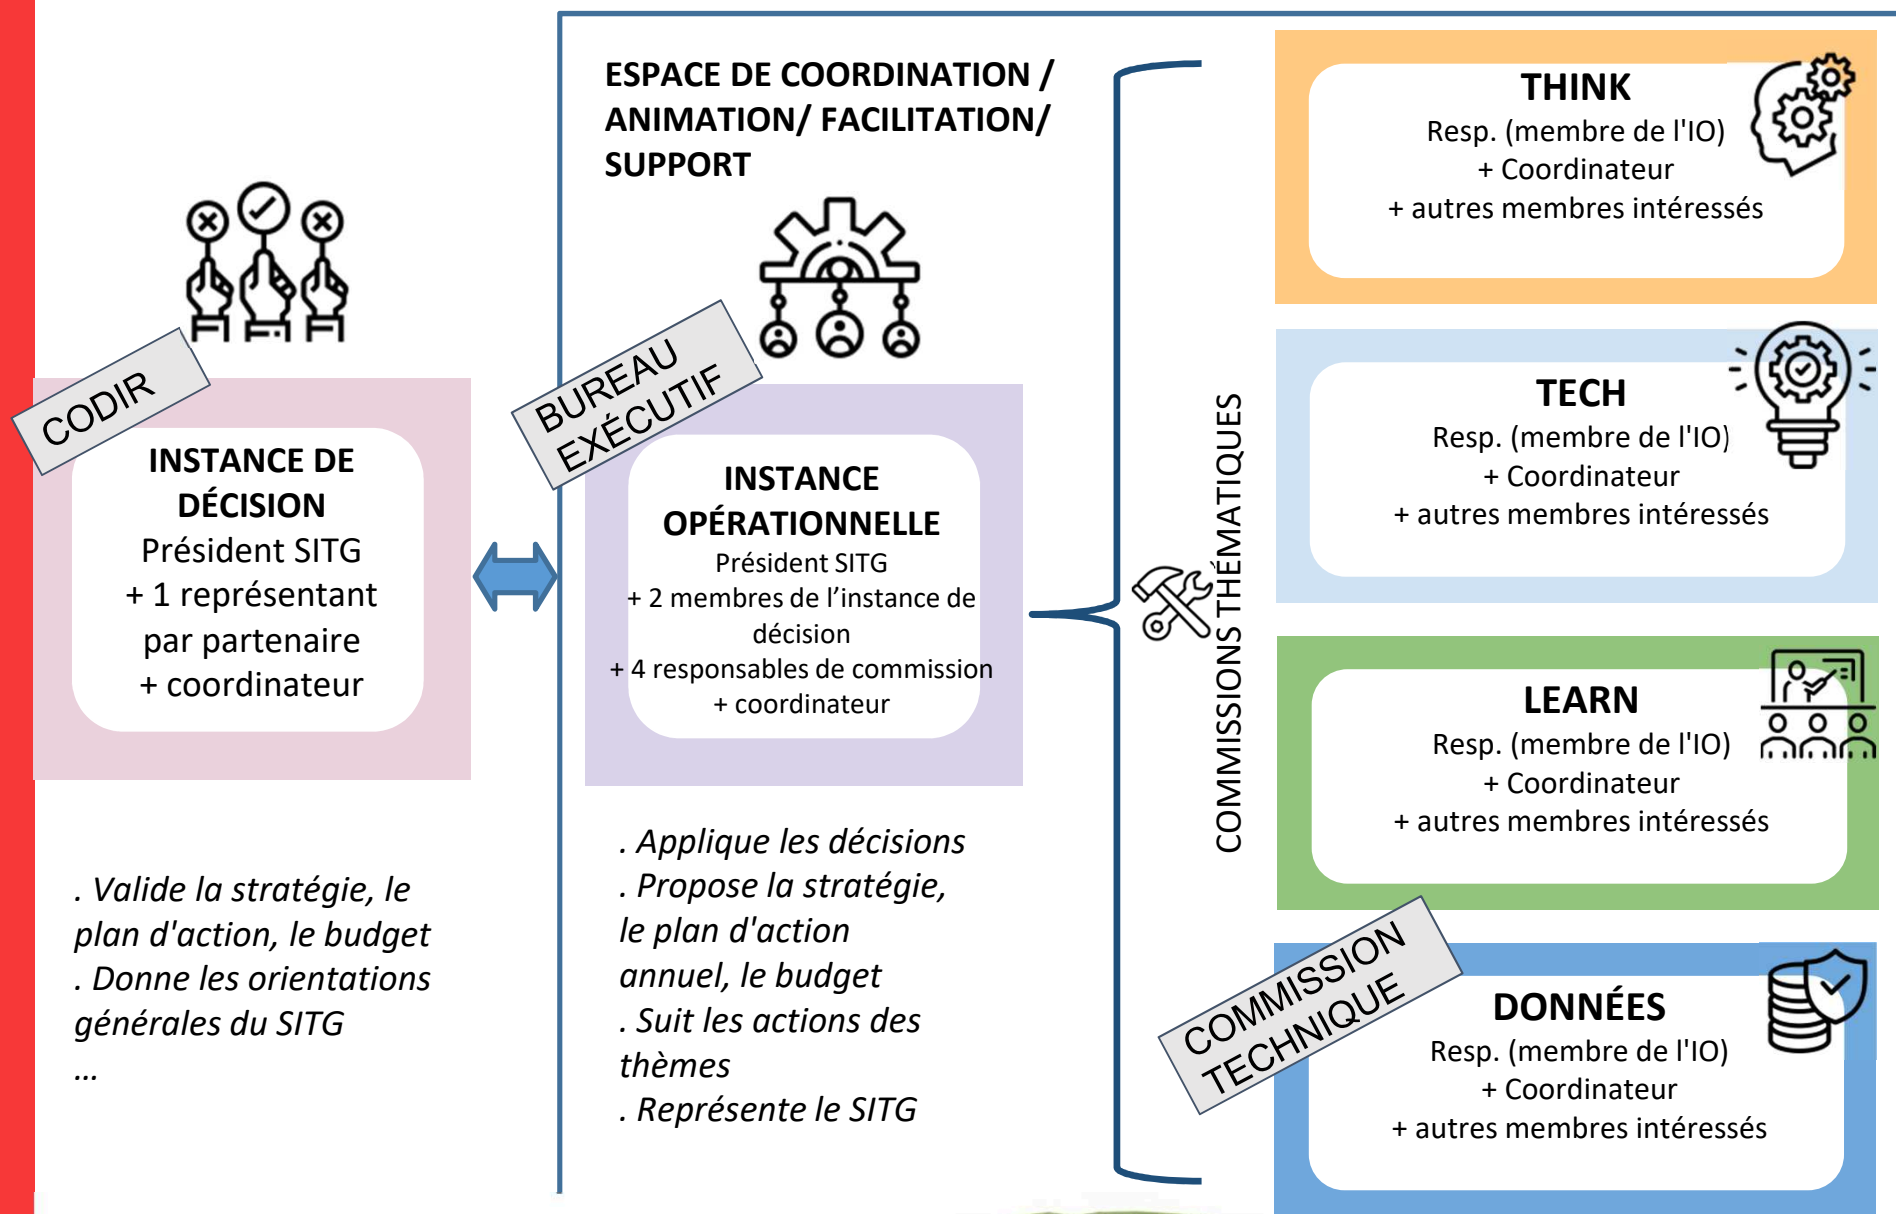 CODIR
INSTANCE DE
DÉCISION
Président SITG
+ 1 représentant
par partenaire
+ coordinateur
. Valide la stratégie, le
plan d'action, le budget
. Donne les orientations
générales du SITG
...
ESPACE DE COORDINATION /
ANIMATION/ FACILITATION/
SUPPORT
BUREAU
EXÉCUTIF
INSTANCE
OPÉRATIONNELLE
Président SITG
+ 2 membres de l’instance de
décision
+ 4 responsables de commission
+ coordinateur
. Applique les décisions
. Propose la stratégie,
le plan d'action
annuel, le budget
. Suit les actions des
thèmes
. Représente le SITG
COMMISSIONS THÉMATIQUES
THINK
Resp. (membre de l'IO)
+ Coordinateur
+ autres membres intéressés
TECH
Resp. (membre de l'IO)
+ Coordinateur
+ autres membres intéressés
LEARN
Resp. (membre de l'IO)
+ Coordinateur
+ autres membres intéressés
COMMISSION
TECHNIQUE
DONNÉES
Resp. (membre de l'IO)
+ Coordinateur
+ autres membres intéressés